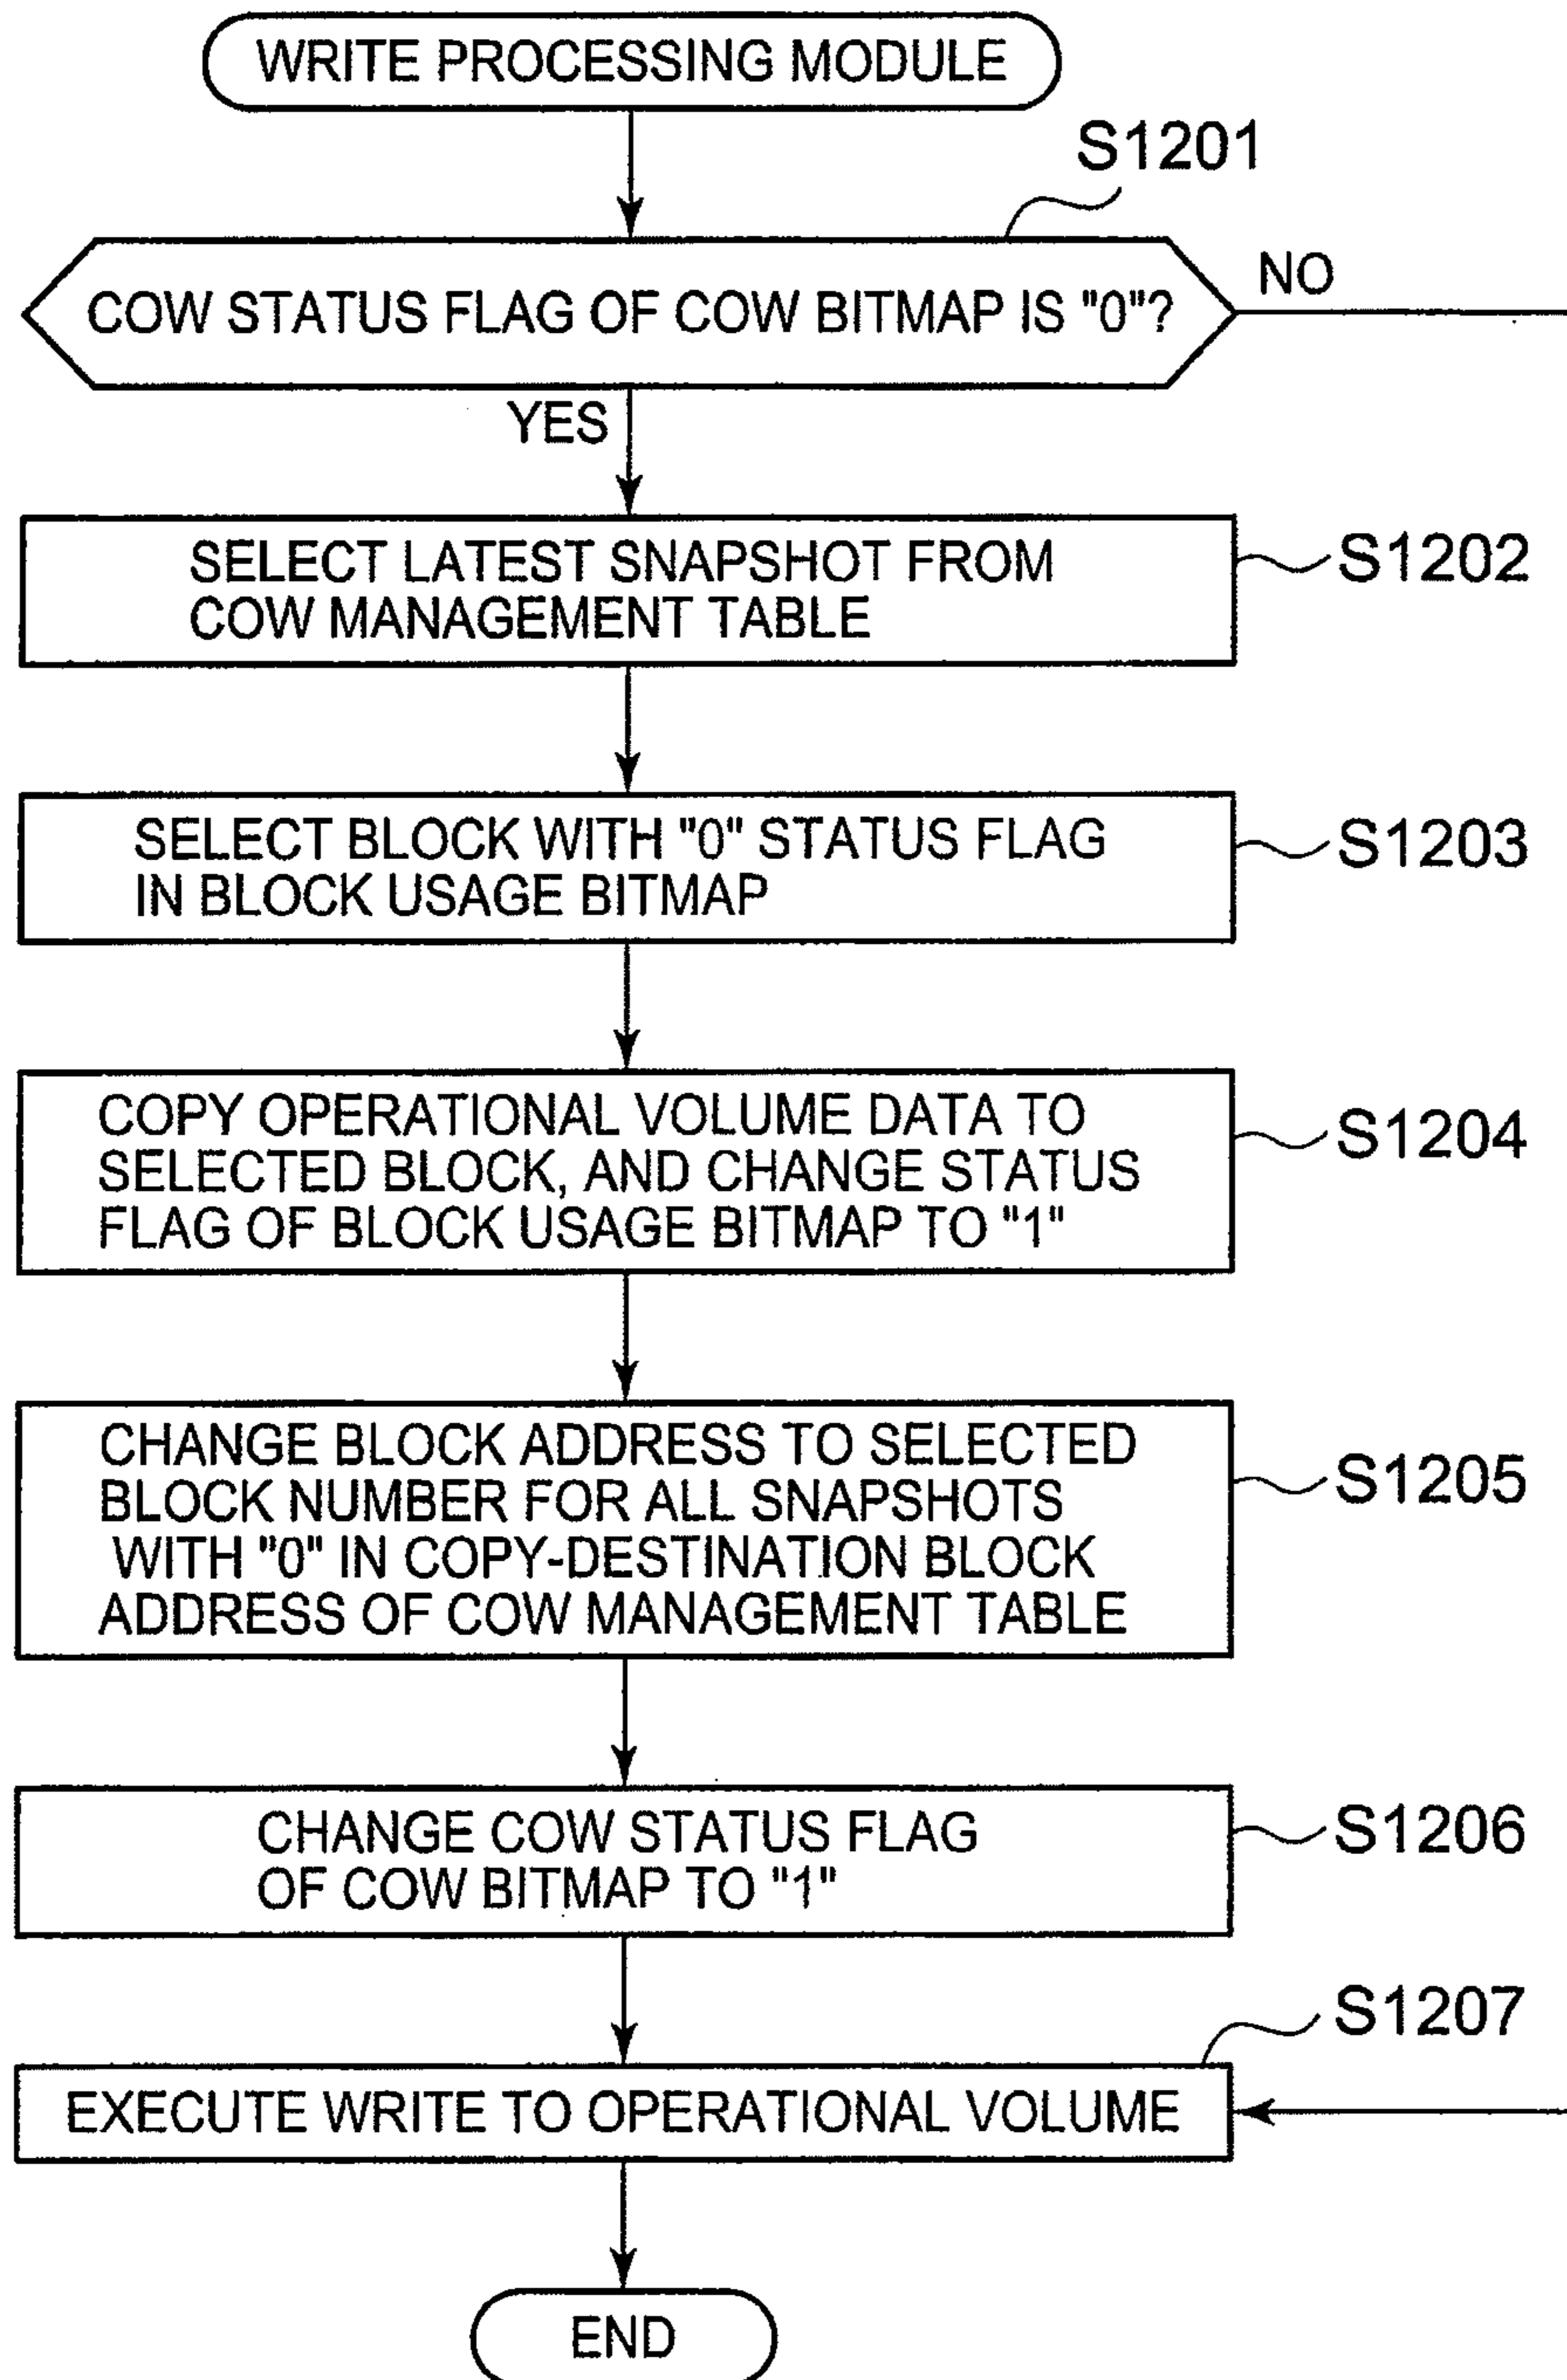 WRITE PROCESSING MODULE
S1201
COW STATUS FLAG OF COW BITMAP IS "0"?
NO
YES
SELECT LATEST SNAPSHOT FROM
COW MANAGEMENT TABLE
S1202
SELECT BLOCK WITH "0" STATUS FLAG
IN BLOCK USAGE BITMAP
S1203
COPY OPERATIONAL VOLUME DATA TO
SELECTED BLOCK, AND CHANGE STATUS
FLAG OF BLOCK USAGE BITMAP TO "1"
S1204
CHANGE BLOCK ADDRESS TO SELECTED
BLOCK NUMBER FOR ALL SNAPSHOTS
WITH "0" IN COPY-DESTINATION BLOCK
ADDRESS OF COW MANAGEMENT TABLE
S1205
CHANGE COW STATUS FLAG
OF COW BITMAP TO "1"
S1206
S1207
EXECUTE WRITE TO OPERATIONAL VOLUME
END